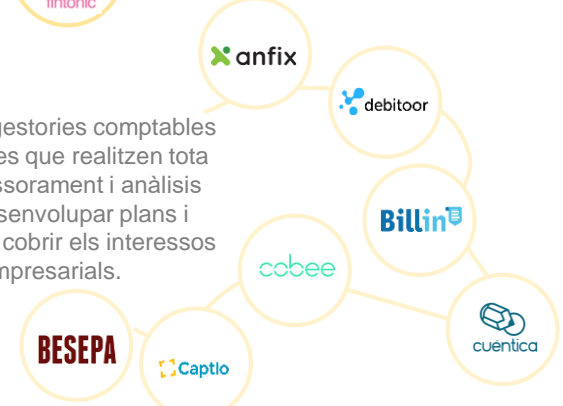 fintonic
anfix
debitoor
gestories comptables
es que realitzen tota
ssorament i anàlisis
senvolupar plans i
cobrir els interessos
mpresarials.
Billin
cobee
cuéntica
BESEPA
Captio